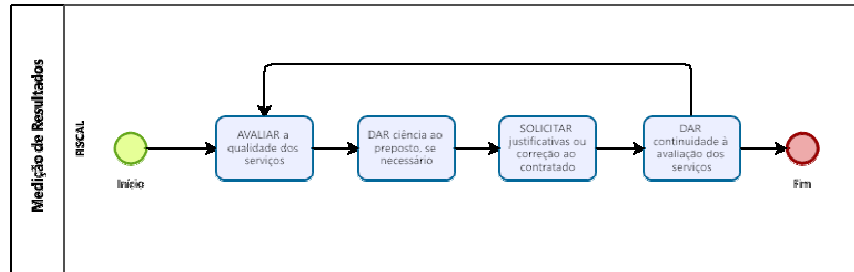 Medição de Resultados
FISCAL
Início
AVALIAR a
qualidade dos
serviços
DAR ciência ao
preposto, se
necessário
SOLICITAR
justificativas ou
correção ao
contratado
DAR
continuidade à
avaliação dos
serviços
Fim